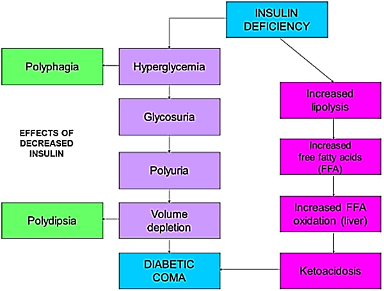 INSULIN
DEFICIENCY
Polyphagia
Hyperglycemia
Increased
lipolysis
Glycosuria
EFFECTS OF
DECREASED
INSULIN
Increased
free fatty acids
(FFA)
Polyuria
Polydipsia
Volume
depletion
Increased FFA
oxidation (liver)
DIABETIC
COMA
Ketoacidosis